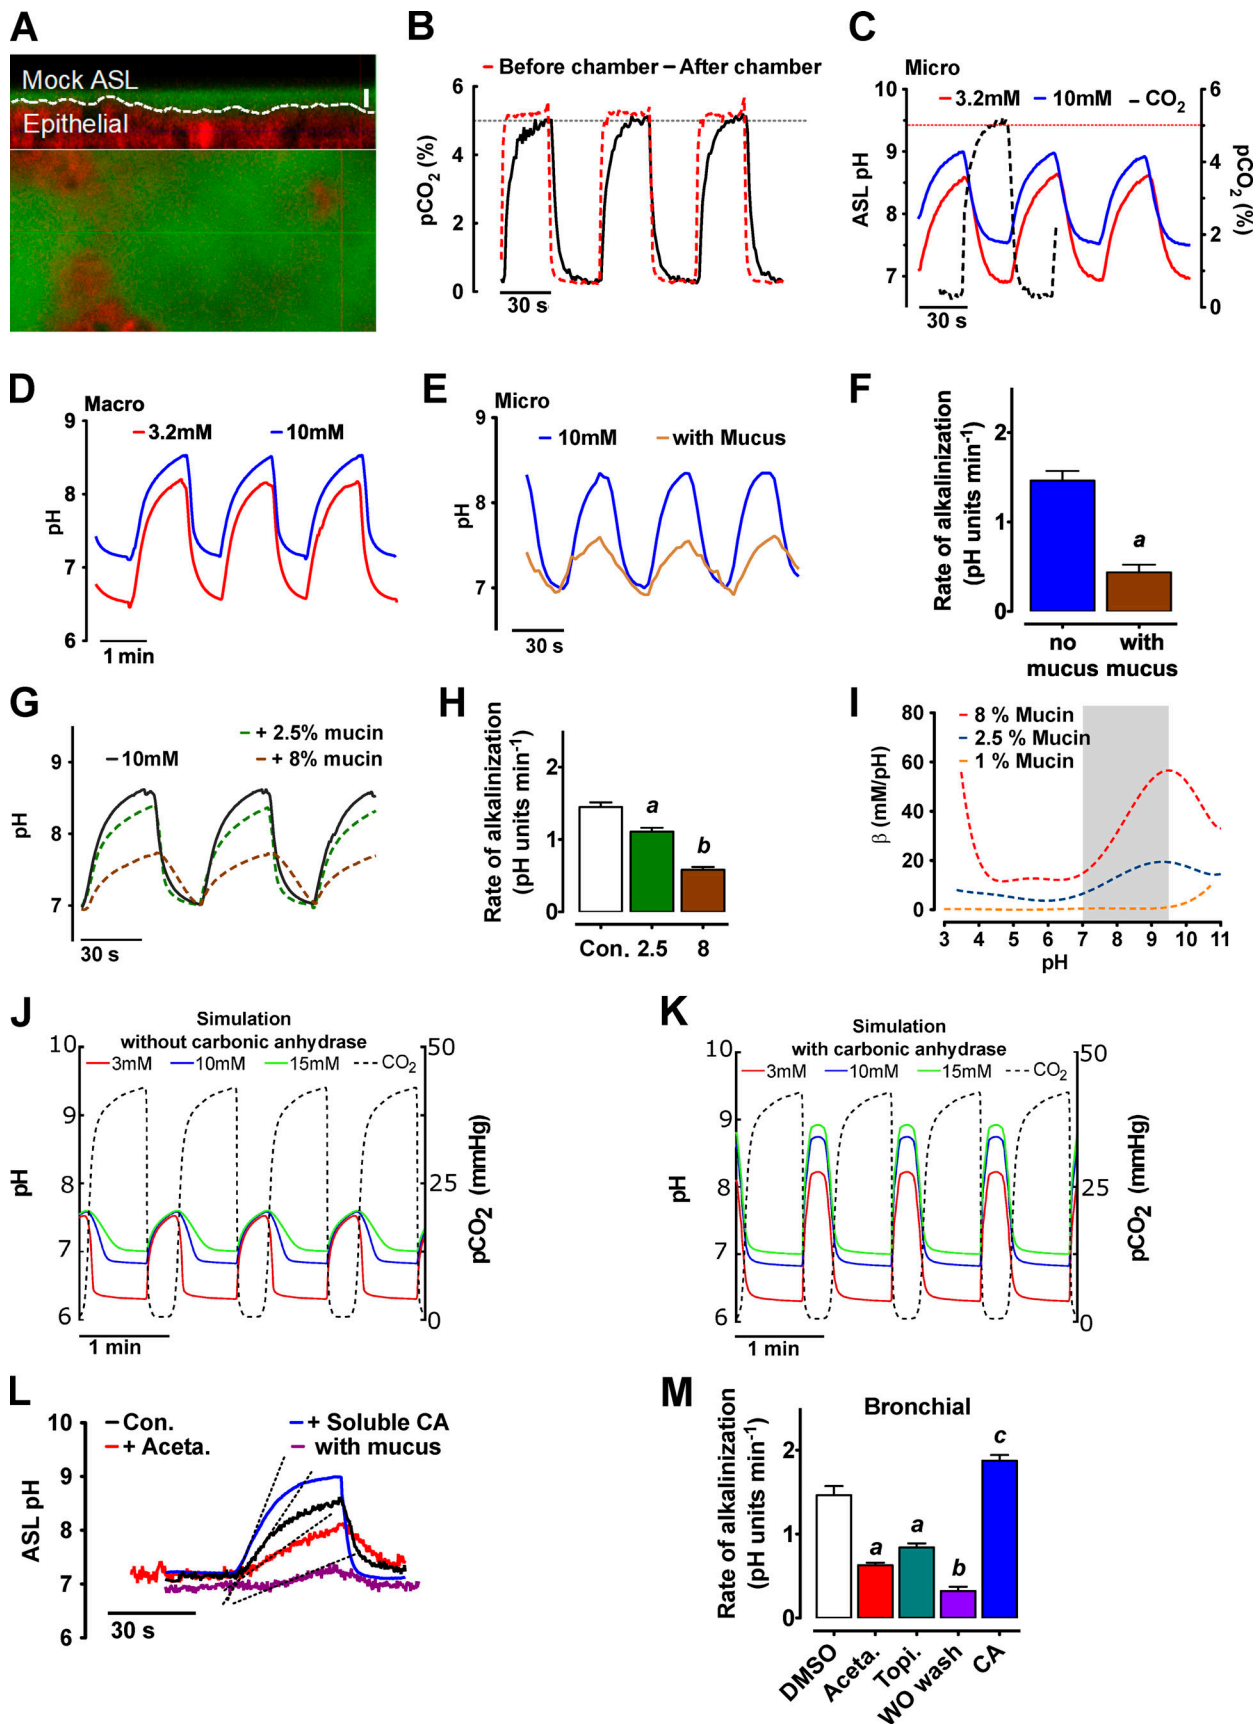 A
Mock ASL
Epithelial
B
Before chamber
After chamber
pCO2 (%)
6
4
2
0
30 s
C
Micro
3.2mM
10mM
CO2
ASL pH
10
9
8
7
pCO2 (%)
6
4
2
0
30 s
D
Macro
3.2mM
10mM
pH
9
8
7
6
1 min
E
Micro
10mM
with Mucus
pH
9
8
7
30 s
F
Rate of alkalinization
(pH units min-1)
2
1
0
a
no
mucus
with
mucus
G
+ 2.5% mucin
10mM
+ 8% mucin
pH
9
8
7
30 s
H
Rate of alkalinization
(pH units min-1)
2
1
0
a
b
Con.
2.5
8
I
8 % Mucin
2.5 % Mucin
1 % Mucin
β (mM/pH)
80
60
40
20
0
3 4 5 6 7 8 9 10 11
pH
J
Simulation
without carbonic anhydrase
3mM
10mM
15mM
CO2
pH
10
9
8
7
6
pCO2 (mmHg)
50
25
0
1 min
K
Simulation
with carbonic anhydrase
3mM
10mM
15mM
CO2
pH
10
9
8
7
6
pCO2 (mmHg)
50
25
0
1 min
L
Con.
+ Soluble CA
+ Aceta.
with mucus
ASL pH
10
9
8
7
6
30 s
M
Bronchial
Rate of alkalinization
(pH units min-1)
2
1
0
a
a
b
c
DMSO
Aceta.
Topi.
WO wash
CA